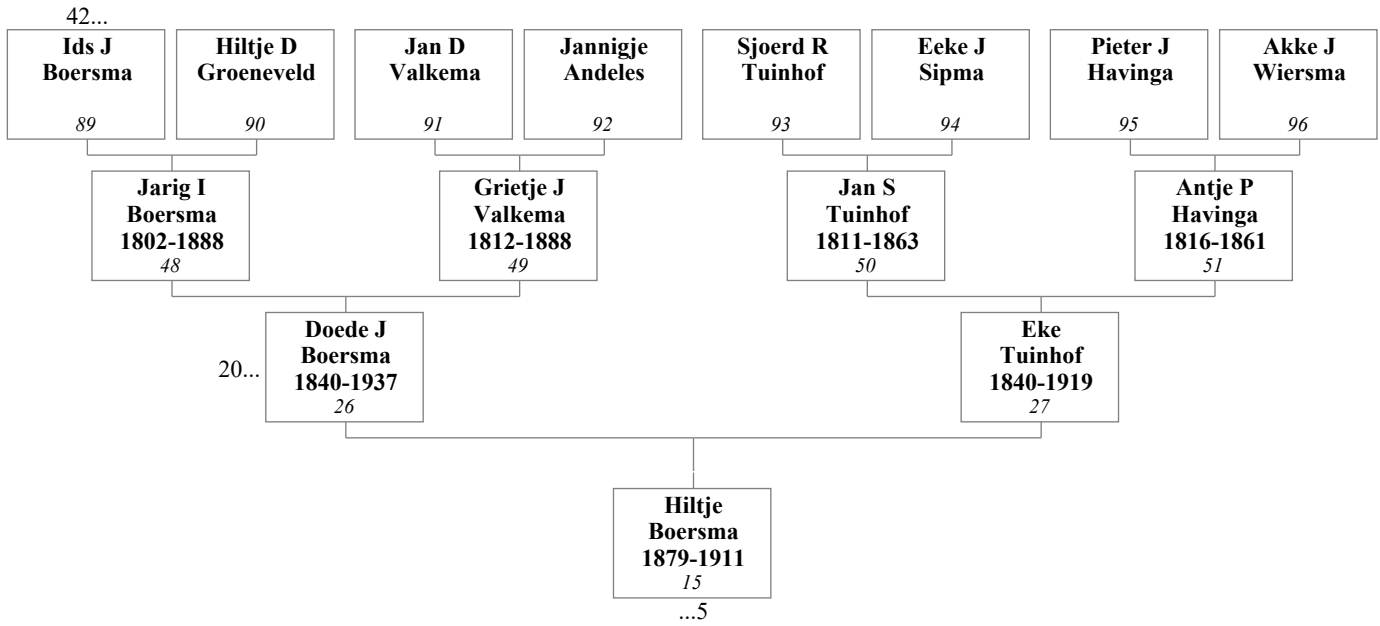 42...
Ids J
Boersma
89
Hiltje D
Groeneveld
90
Jan D
Valkema
91
Jannigje
Andeles
92
Sjoerd R
Tuinhof
93
Eeke J
Sipma
94
Pieter J
Havinga
95
Akke J
Wiersma
96
Jarig I
Boersma
1802-1888
48
Grietje J
Valkema
1812-1888
49
Jan S
Tuinhof
1811-1863
50
Antje P
Havinga
1816-1861
51
20...
Doede J
Boersma
1840-1937
26
Eke
Tuinhof
1840-1919
27
Hiltje
Boersma
1879-1911
15
...5